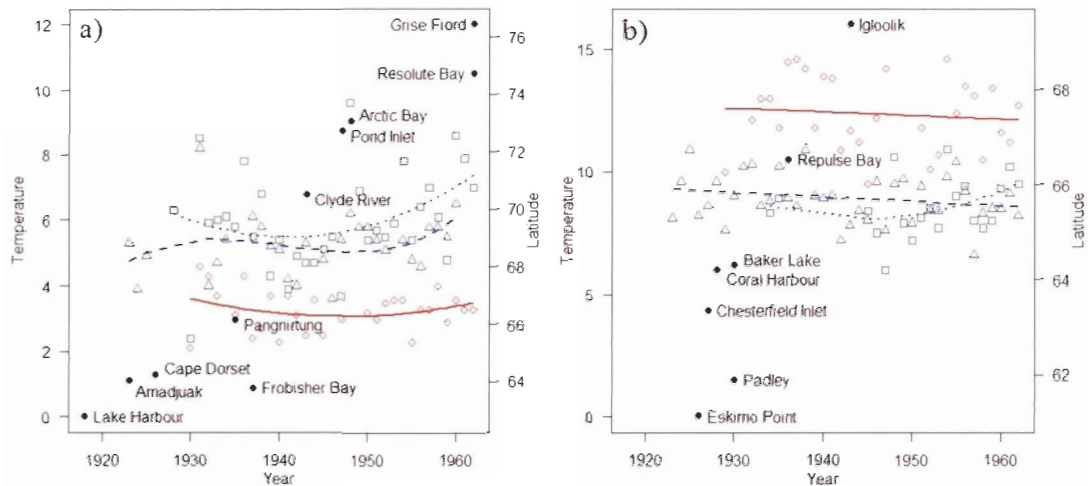 a)
12
10
8
6
4
2
0
Temperature
1920
1930
1940
1950
1960
Year
76
74
72
70
68
66
64
Latitude
Grise Fiord
Resolute Bay
Arctic Bay
Pond Inlet
Clyde River
Pangnirtung
Cape Dorset
Amadjuak
Frobisher Bay
Lake Harbour
b)
15
10
5
0
Temperature
1920
1930
1940
1950
1960
Year
68
66
64
62
Latitude
Igloolik
Repulse Bay
Baker Lake
Coral Harbour
Chesterfield Inlet
Padley
Eskimo Point